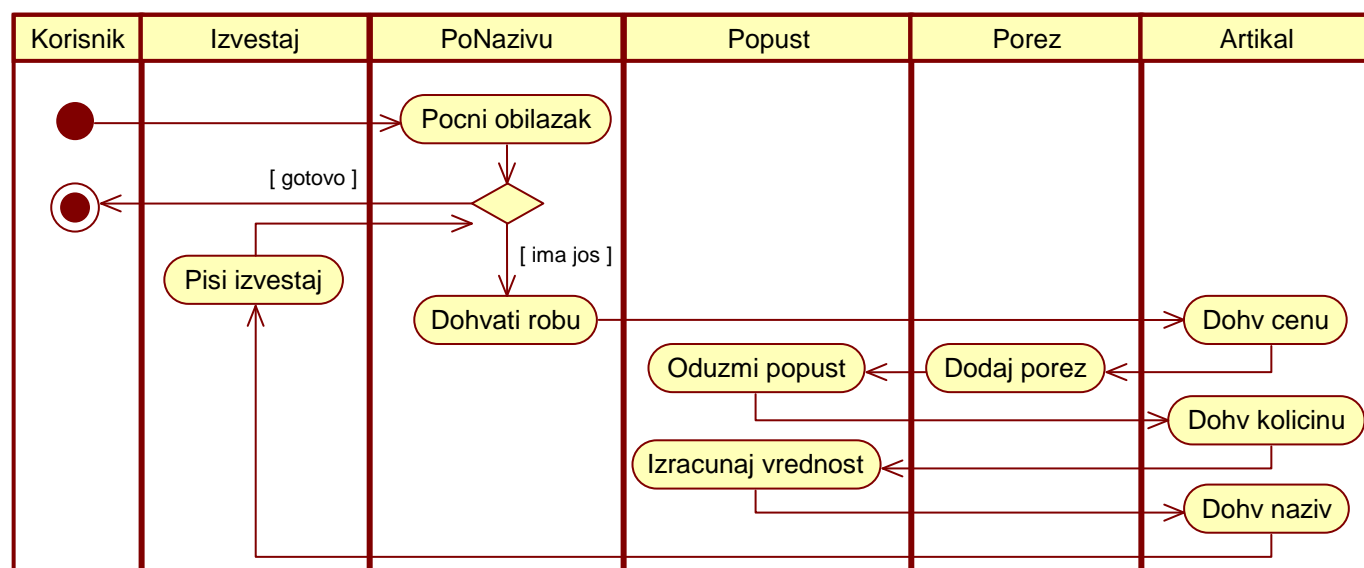 Korisnik Izvestaj PoNazivu Popust Porez Artikal
Pocni obilazak
[ gotovo ]
[ ima jos ]
Pisi izvestaj
Dohvati robu Dohv cenu
Oduzmi popust Dodaj porez
Dohv kolicinu
Izracunaj vrednost
Dohv naziv